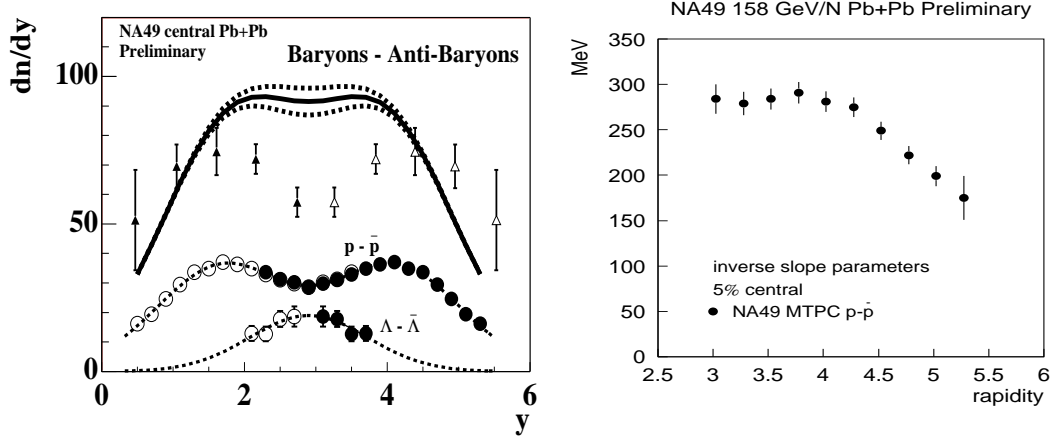 NA49 central Pb+Pb
Preliminary
Baryons - Anti-Baryons
dn/dy
100
50
0
p - p̄
Λ - Λ̄
0
2
4
6
y
NA49 158 GeV/N Pb+Pb Preliminary
MeV
350
300
250
200
150
100
50
0
inverse slope parameters
5% central
NA49 MTPC p-p̄
2.5
3
3.5
4
4.5
5
5.5
6
rapidity